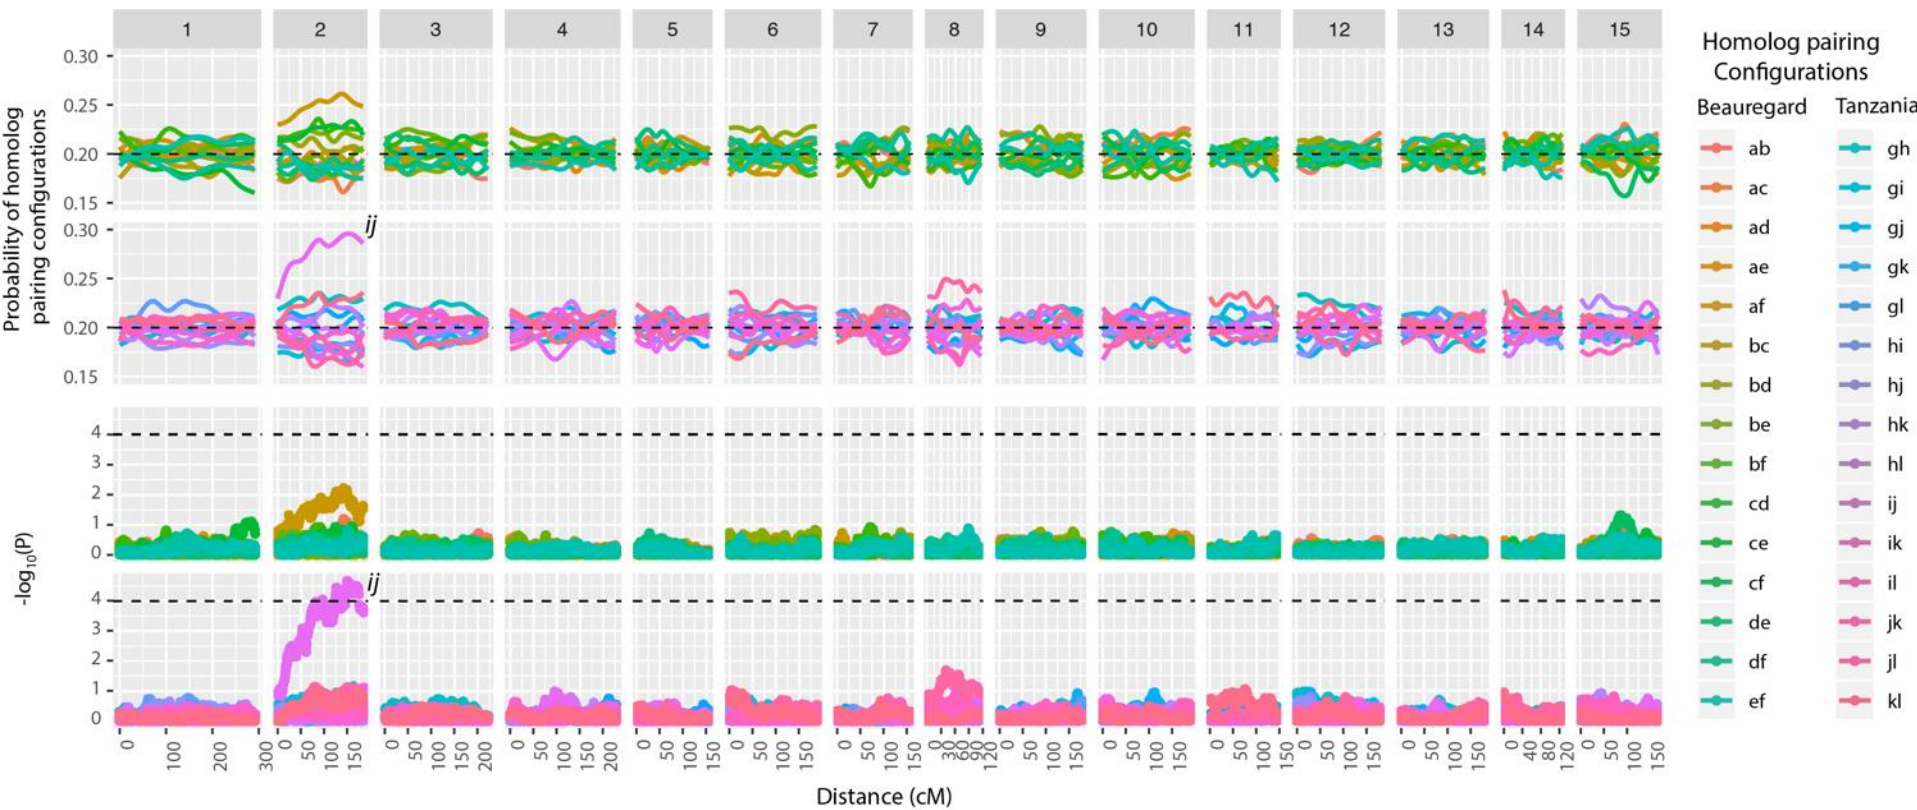 1 2 3 4 5 6 7 8 9 10 11 12 13 14 15
Probability of homolog
pairing configurations
0.30
0.25
0.20
0.15
0.30
ij
0.25
0.20
0.15
-log10(P)
4
3
2
1
0
ij
4
3
2
1
0
0 100 200 300 0 50 100 150 0 50 100 150 200 0 50 100 150 200 0 50 100 150 0 50 100 150 0 50 100 150 0 30 60 90 120 0 50 100 150 0 50 100 150 0 50 100 150 0 50 100 150 0 50 100 150 0 40 80 120 0 50 100 150
Distance (cM)
Homolog pairing
Configurations
Beauregard Tanzania
ab gh
ac gi
ad gj
ae gk
af gl
bc hi
bd hj
be hk
bf hl
cd ij
ce ik
cf il
de jk
df jl
ef kl